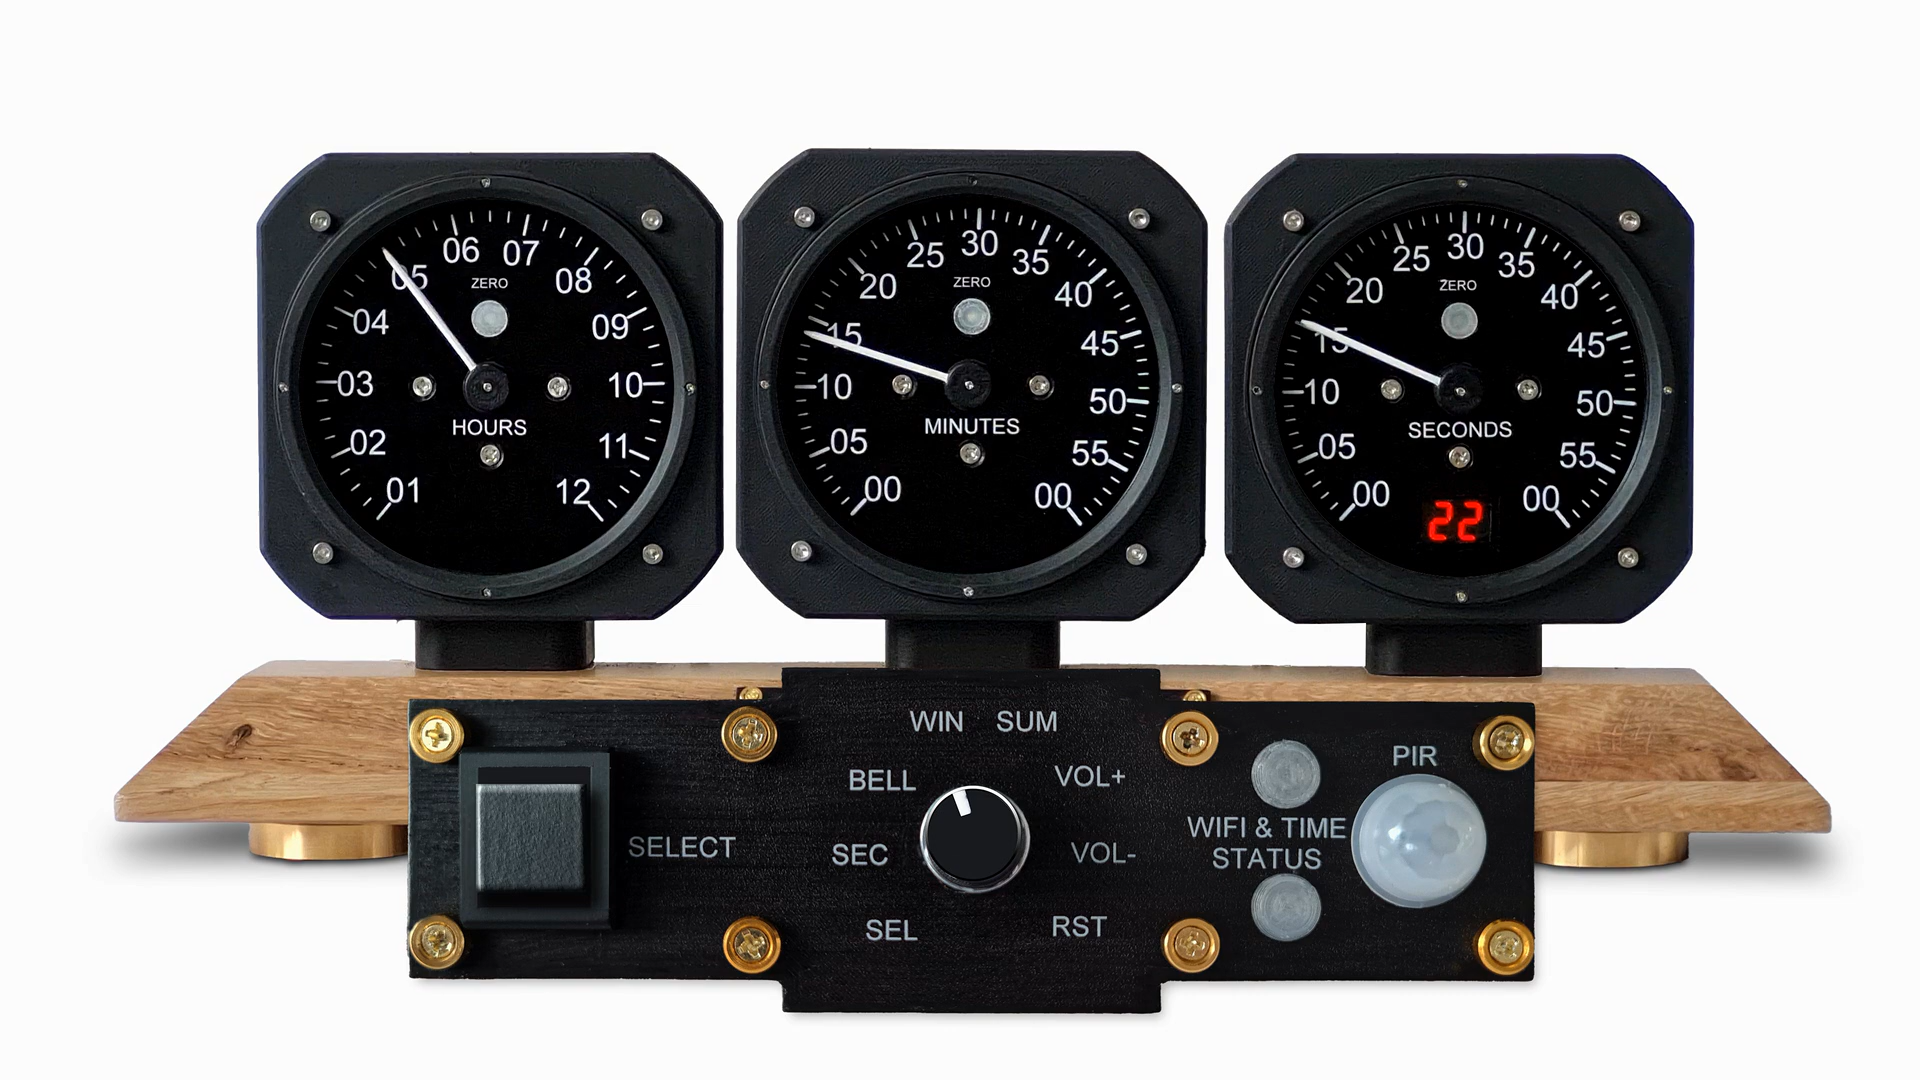 01
02
03
04
05
06
07
08
09
10
11
12
ZERO
HOURS
00
05
10
15
20
25
30
35
40
45
50
55
00
ZERO
MINUTES
00
05
10
15
20
25
30
35
40
45
50
55
00
ZERO
SECONDS
22
SELECT
WIN SUM
BELL VOL+
SEC VOL-
SEL RST
WIFI & TIME
STATUS
PIR